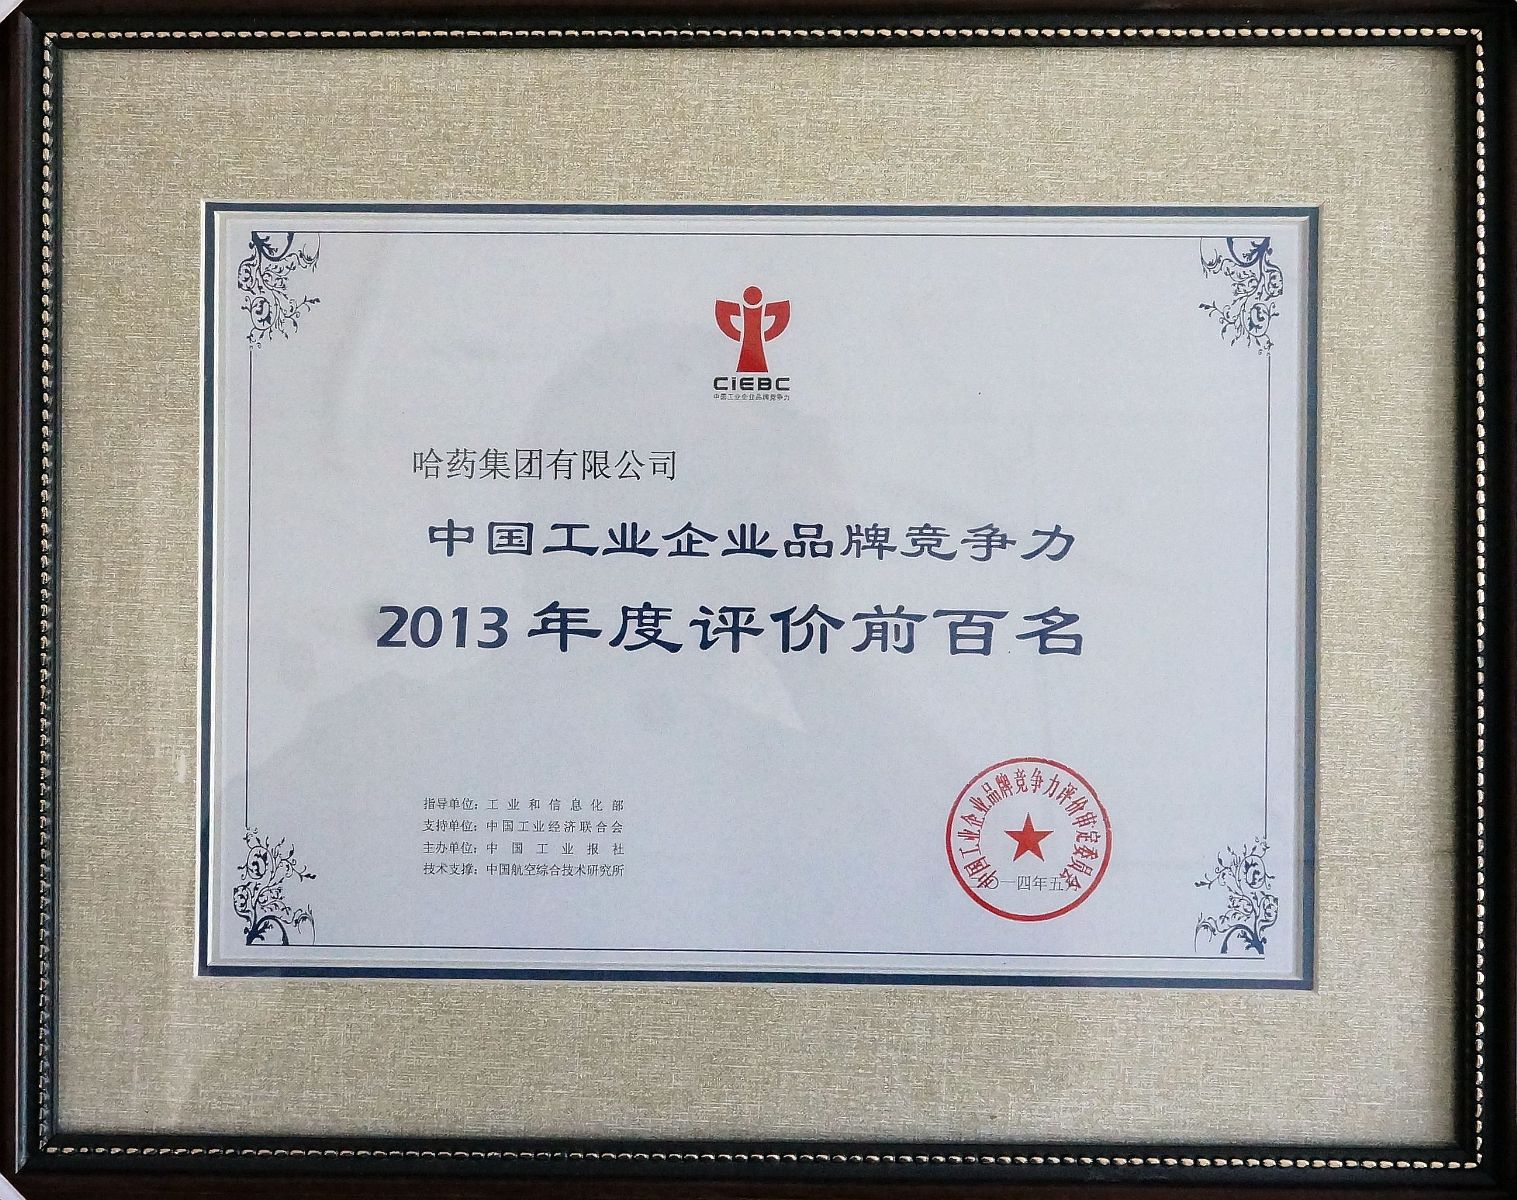 CiEBC
中国工业企业品牌竞争力
哈药集团有限公司
中国工业企业品牌竞争力
2013年度评价前百名
指导单位：工业和信息化部
支持单位：中国工业经济联合会
主办单位：中国工业报社
技术支撑：中国航空综合技术研究所
中国工业企业品牌竞争力评价审定委员会
二〇一四年五月